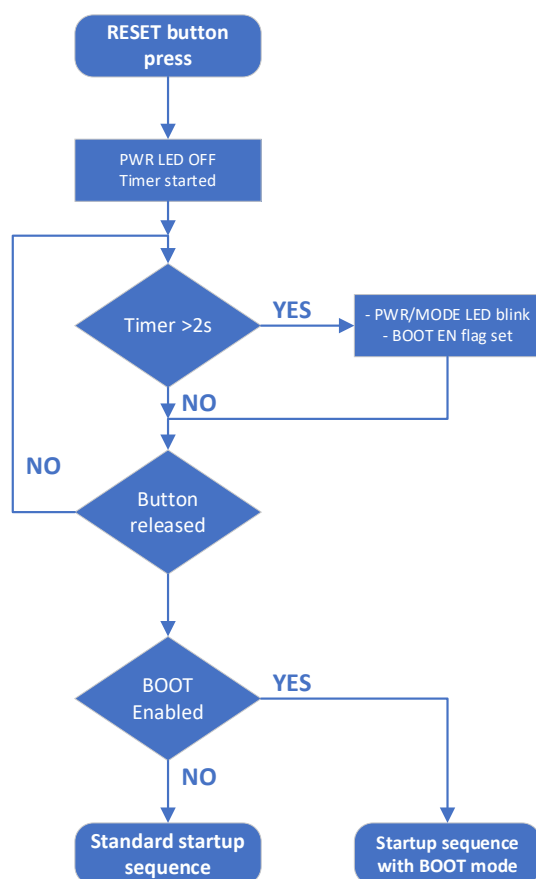 RESET button
press
PWR LED OFF
Timer started
Timer >2s
YES
- PWR/MODE LED blink
- BOOT EN flag set
NO
NO
Button
released
BOOT
Enabled
YES
NO
Standard startup
sequence
Startup sequence
with BOOT mode